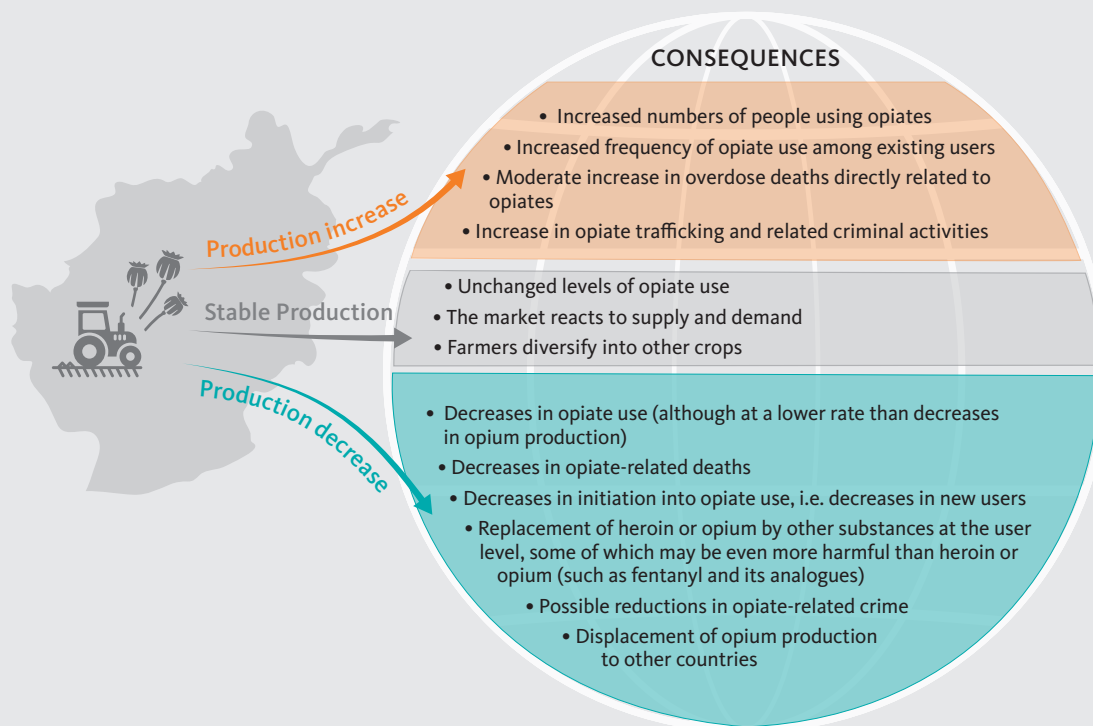 CONSEQUENCES
• Increased numbers of people using opiates
• Increased frequency of opiate use among existing users
• Moderate increase in overdose deaths directly related to
opiates
• Increase in opiate trafficking and related criminal activities
Production increase
• Unchanged levels of opiate use
• The market reacts to supply and demand
• Farmers diversify into other crops
Stable Production
Production decrease
• Decreases in opiate use (although at a lower rate than decreases
in opium production)
• Decreases in opiate-related deaths
• Decreases in initiation into opiate use, i.e. decreases in new users
• Replacement of heroin or opium by other substances at the user
level, some of which may be even more harmful than heroin or
opium (such as fentanyl and its analogues)
• Possible reductions in opiate-related crime
• Displacement of opium production
to other countries